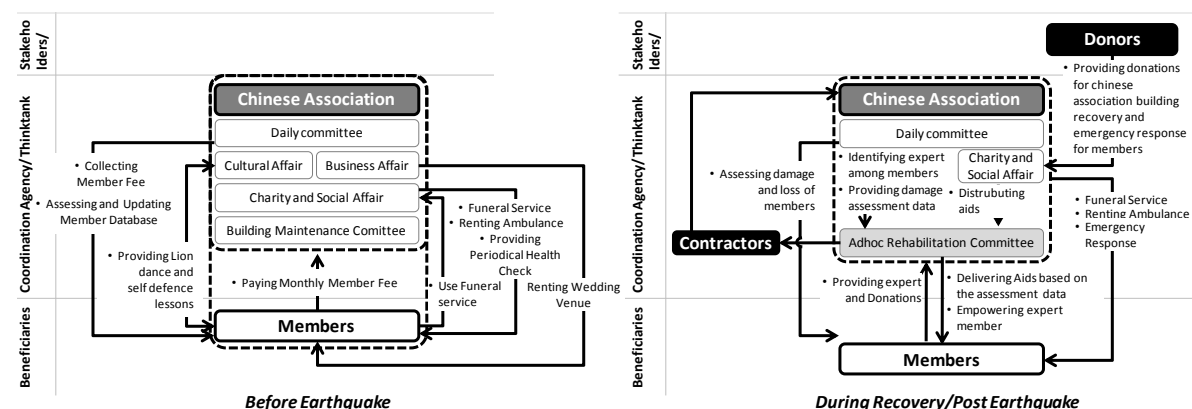 Stakeho
lders/
Coordination Agency/Thinktank
Beneficiaries
Chinese Association
Daily committee
Cultural Affair
Business Affair
Charity and Social Affair
Building Maintenance Comittee
• Collecting
Member Fee
• Assessing and Updating
Member Database
• Providing Lion
dance and
self defence
lessons
• Paying Monthly Member Fee
• Funeral Service
• Renting Ambulance
• Providing
Periodical Health
Check
• Use Funeral
service
Renting Wedding
Venue
Members
Before Earthquake
Stakeho
lders/
Coordination Agency/Thinktank
Beneficiaries
Donors
• Providing donations
for chinese
association building
recovery and
emergency response
for members
Chinese Association
Daily committee
• Identifying expert
among members
• Providing damage
assessment data
Charity and
Social Affair
• Distrubuting
aids
• Assessing damage
and loss of
members
Contractors
Adhoc Rehabilitation Committee
• Funeral Service
• Renting Ambulance
• Emergency
Response
• Providing expert
and Donations
• Delivering Aids based on
the assessment data
• Empowering expert
member
Members
During Recovery/Post Earthquake